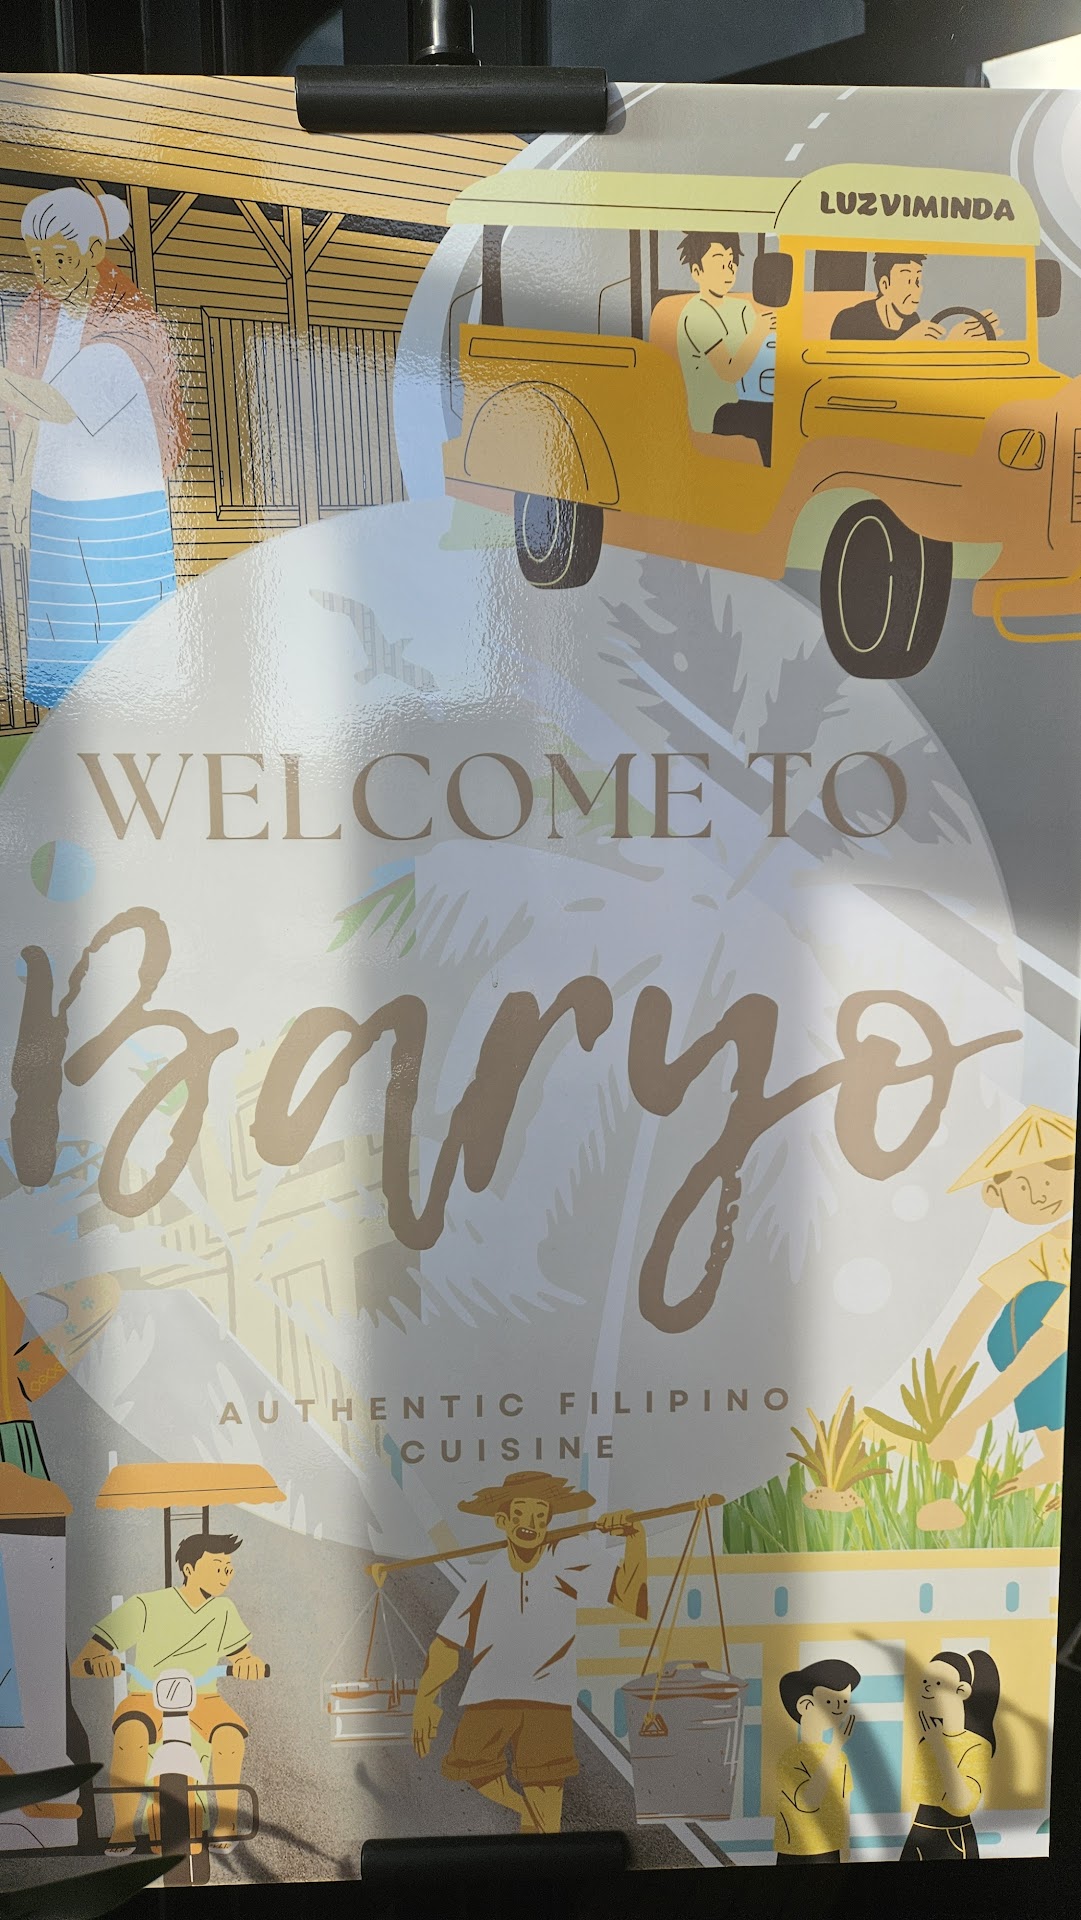 LUZVIMINDA
WELCOME TO
Baryo
AUTHENTIC FILIPINO
CUISINE